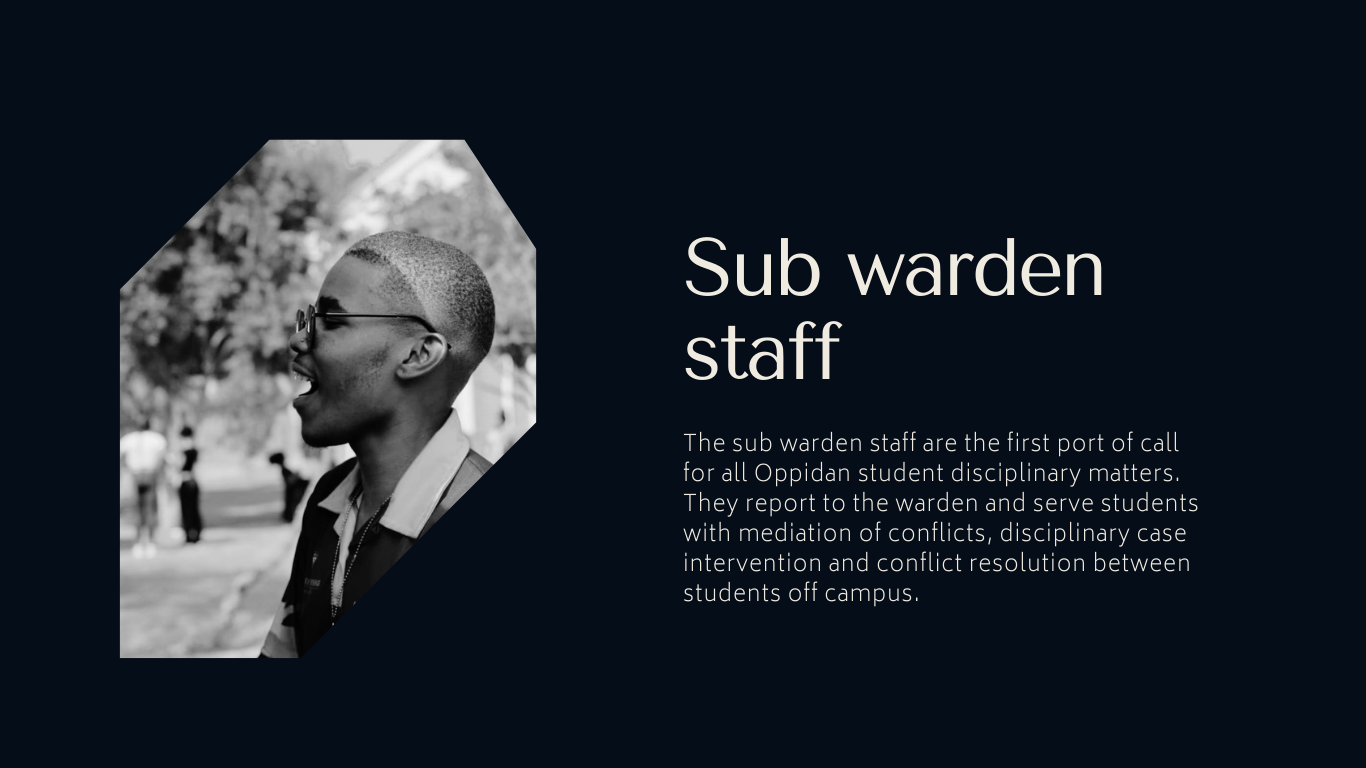 Sub warden
staff
The sub warden staff are the first port of call
for all Oppidan student disciplinary matters.
They report to the warden and serve students
with mediation of conflicts, disciplinary case
intervention and conflict resolution between
students off campus.